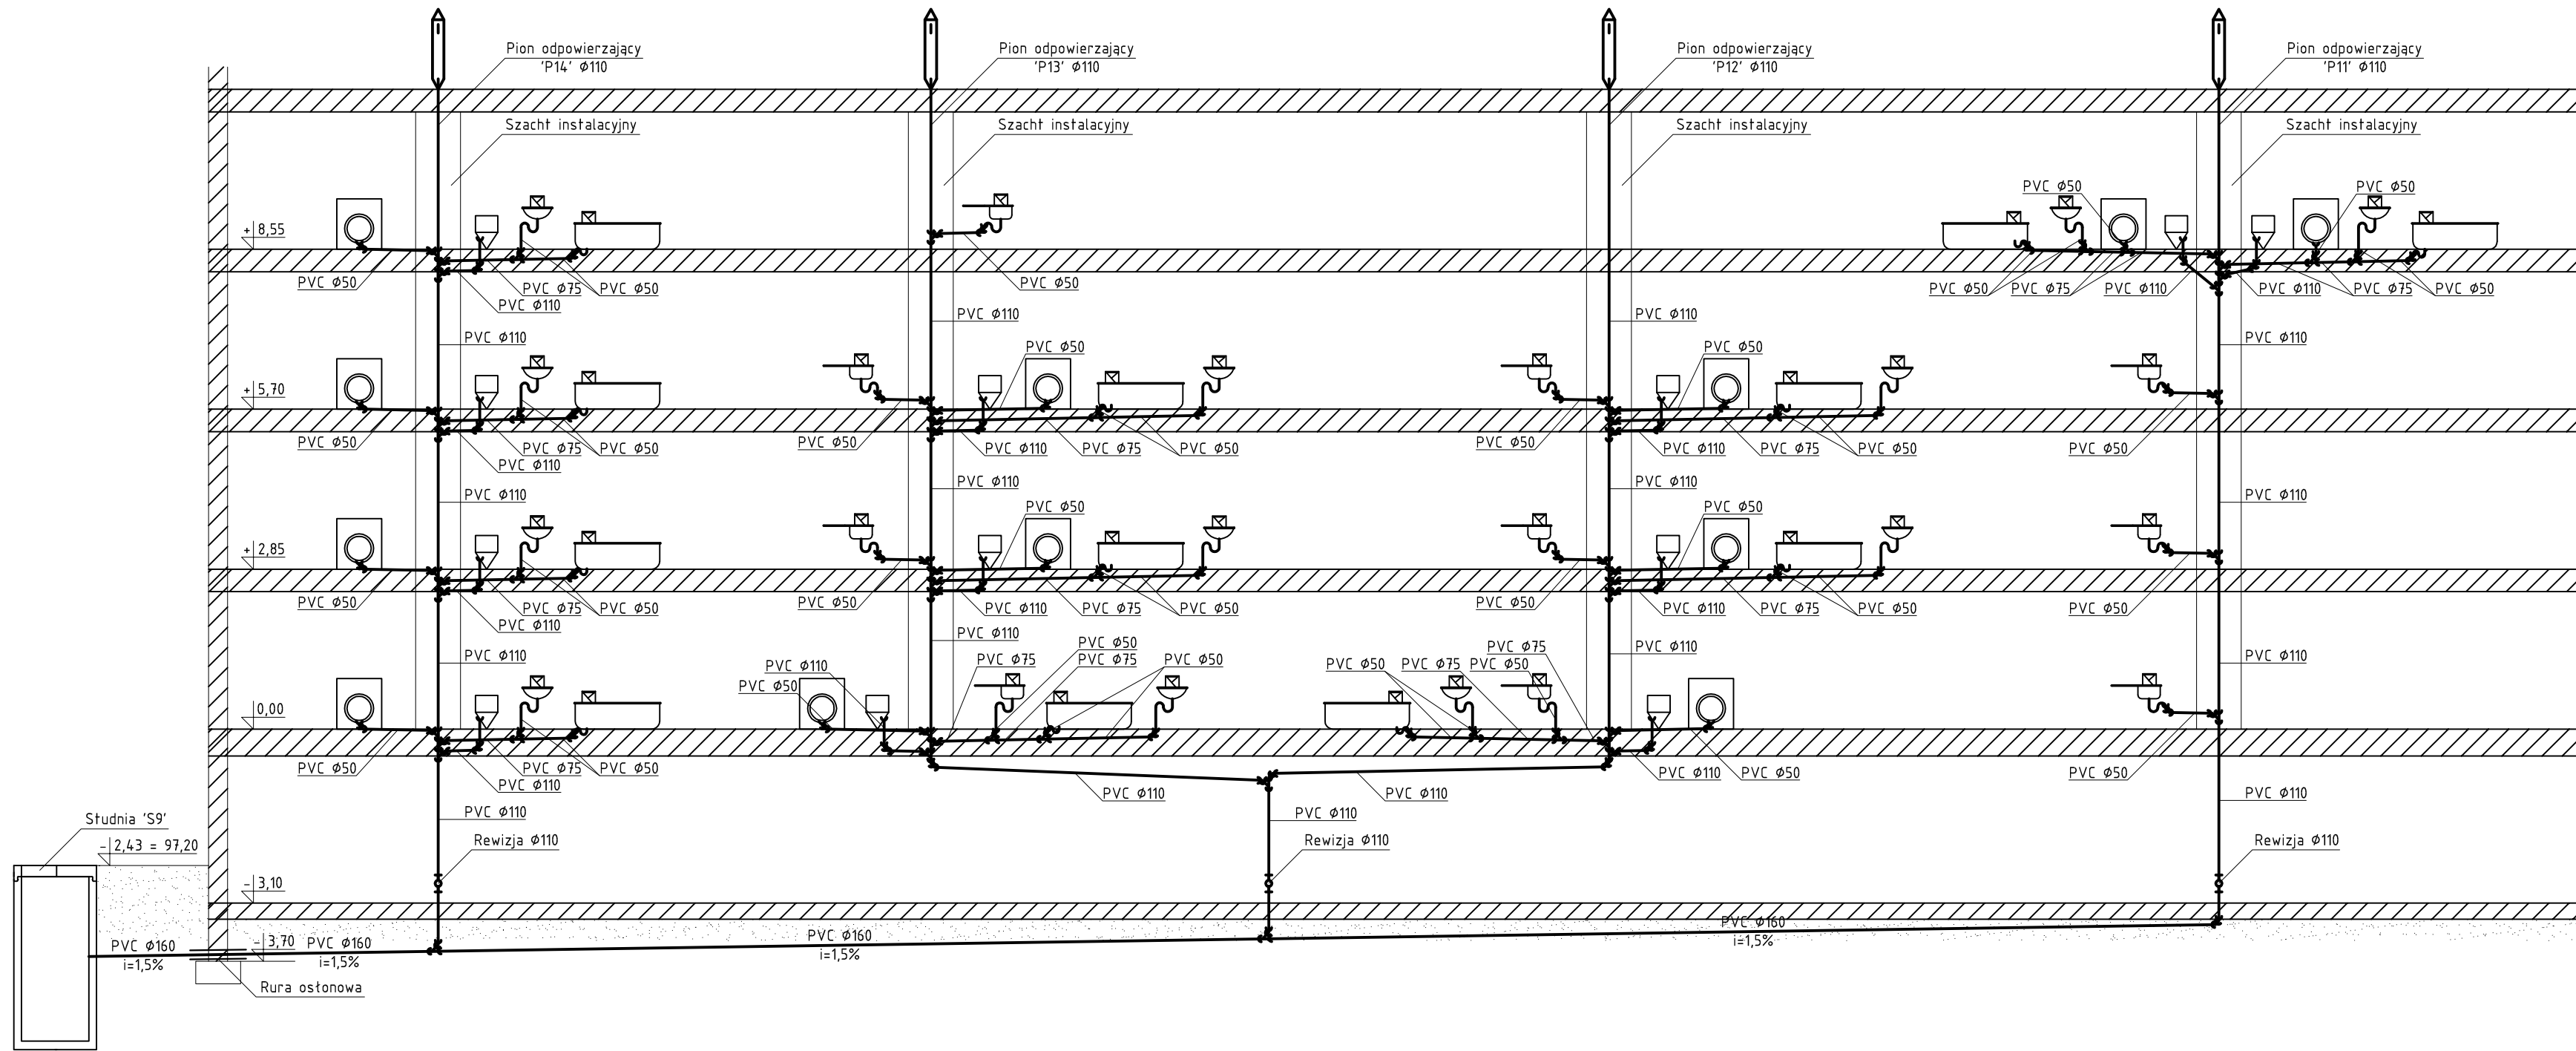 Pion odpowierzający
'P14' Ø110
Pion odpowierzający
'P13' Ø110
Pion odpowierzający
'P12' Ø110
Pion odpowierzający
'P11' Ø110
Szacht instalacyjny
Szacht instalacyjny
Szacht instalacyjny
Szacht instalacyjny
PVC Ø50
PVC Ø50
+ 8,55
PVC Ø50
PVC Ø75
PVC Ø50
PVC Ø110
PVC Ø50
PVC Ø50
PVC Ø75
PVC Ø110
PVC Ø110
PVC Ø75
PVC Ø50
PVC Ø110
PVC Ø110
PVC Ø110
PVC Ø110
PVC Ø50
PVC Ø50
+ 5,70
PVC Ø50
PVC Ø75
PVC Ø50
PVC Ø110
PVC Ø50
PVC Ø110
PVC Ø75
PVC Ø50
PVC Ø50
PVC Ø110
PVC Ø75
PVC Ø50
PVC Ø50
PVC Ø110
PVC Ø110
PVC Ø110
PVC Ø110
PVC Ø50
PVC Ø50
+ 2,85
PVC Ø50
PVC Ø75
PVC Ø50
PVC Ø110
PVC Ø50
PVC Ø110
PVC Ø75
PVC Ø50
PVC Ø50
PVC Ø110
PVC Ø75
PVC Ø50
PVC Ø50
PVC Ø110
PVC Ø110
PVC Ø110
PVC Ø110
PVC Ø110
PVC Ø50
PVC Ø75
PVC Ø50
PVC Ø75
PVC Ø50
PVC Ø50
PVC Ø75
PVC Ø50
PVC Ø75
0,00
PVC Ø50
PVC Ø75
PVC Ø50
PVC Ø110
PVC Ø110
PVC Ø110
PVC Ø110
PVC Ø50
PVC Ø50
PVC Ø110
PVC Ø110
PVC Ø110
Studnia 'S9'
- 2,43 = 97,20
Rewizja Ø110
Rewizja Ø110
Rewizja Ø110
- 3,10
PVC Ø160
i=1,5%
- 3,70
PVC Ø160
i=1,5%
PVC Ø160
i=1,5%
PVC Ø160
i=1,5%
Rura osłonowa